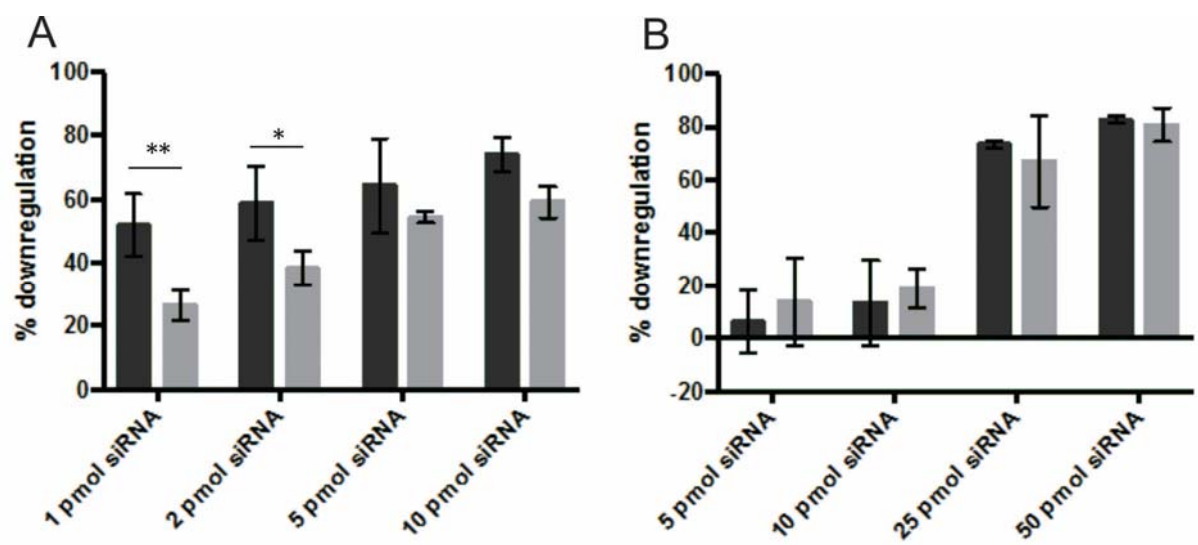 A
% downregulation
100
80
60
40
20
0
**
*
1 pmol siRNA
2 pmol siRNA
5 pmol siRNA
10 pmol siRNA
B
% downregulation
100
80
60
40
20
0
-20
5 pmol siRNA
10 pmol siRNA
25 pmol siRNA
50 pmol siRNA